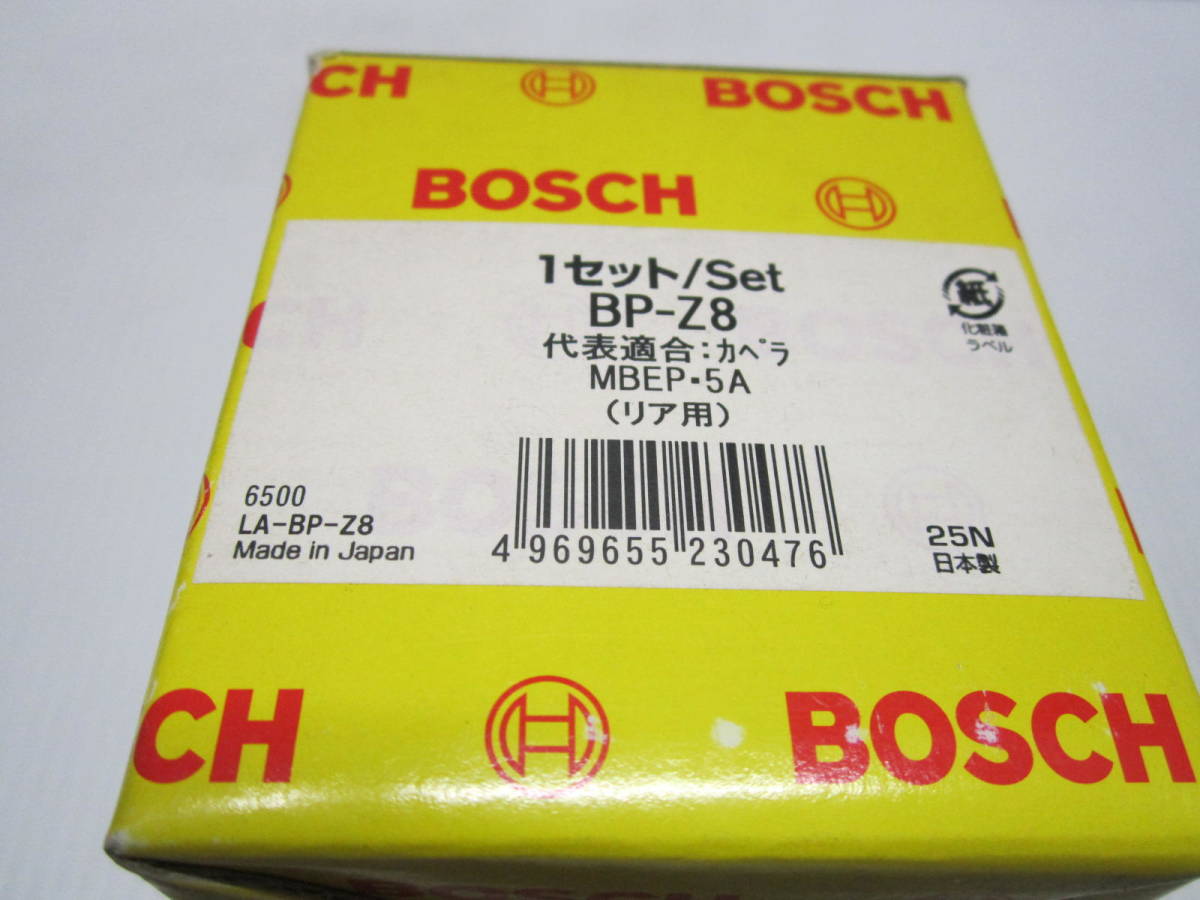 CH BOSCH
BOSCH
1セット/Set
BP-Z8
代表適合:カペラ
MBEP・5A
(リア用)
紙
化粧箱
ラベル
6500
LA-BP-Z8
Made in Japan
4 969655 230476
25N
日本製
CH BOSCH